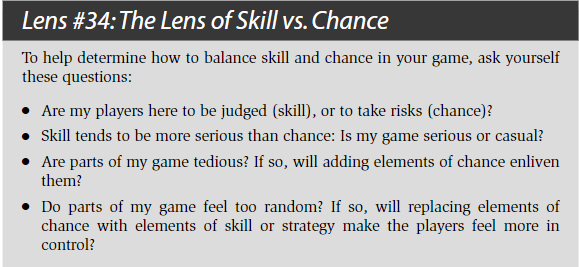 Lens #34: The Lens of Skill vs. Chance
To help determine how to balance skill and chance in your game, ask yourself
these questions:
● Are my players here to be judged (skill), or to take risks (chance)?
● Skill tends to be more serious than chance: Is my game serious or casual?
● Are parts of my game tedious? If so, will adding elements of chance enliven
them?
● Do parts of my game feel too random? If so, will replacing elements of
chance with elements of skill or strategy make the players feel more in
control?